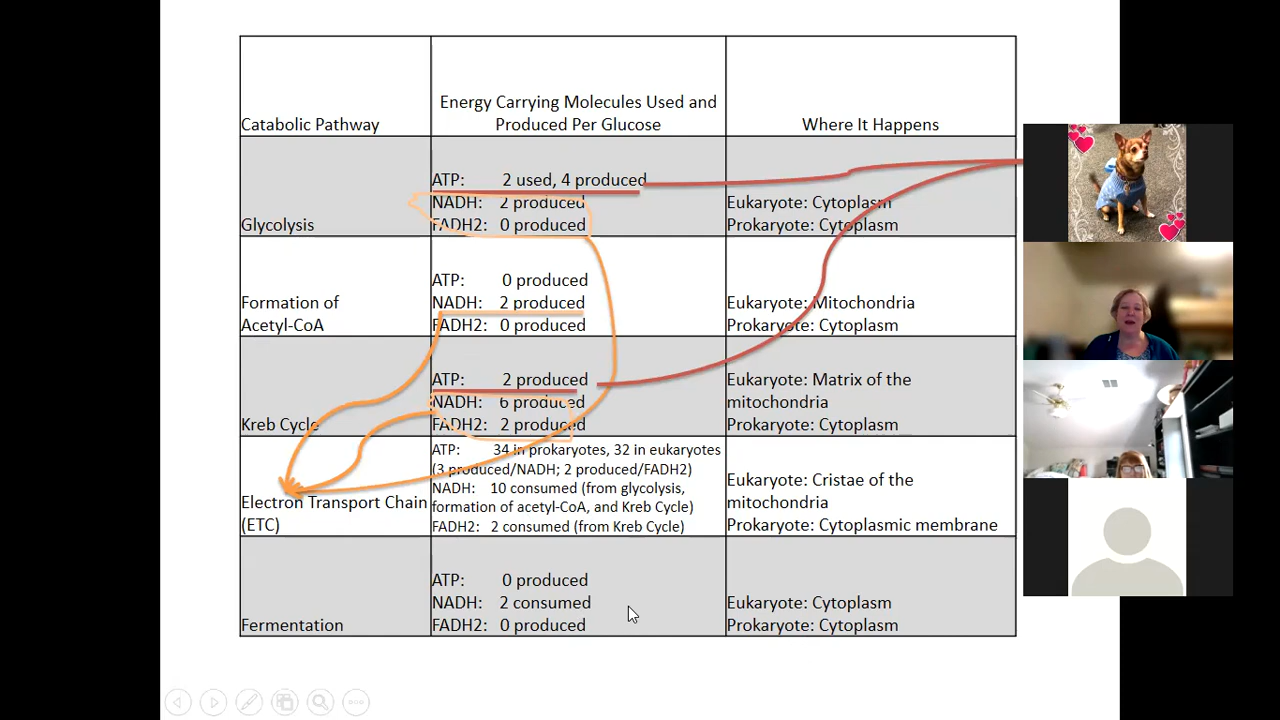 Catabolic Pathway
Energy Carrying Molecules Used and
Produced Per Glucose
Where It Happens
Glycolysis
ATP: 2 used, 4 produced
NADH: 2 produced
FADH2: 0 produced
Eukaryote: Cytoplasm
Prokaryote: Cytoplasm
Formation of
Acetyl-CoA
ATP: 0 produced
NADH: 2 produced
FADH2: 0 produced
Eukaryote: Mitochondria
Prokaryote: Cytoplasm
Kreb Cycle
ATP: 2 produced
NADH: 6 produced
FADH2: 2 produced
Eukaryote: Matrix of the
mitochondria
Prokaryote: Cytoplasm
Electron Transport Chain
(ETC)
ATP: 34 in prokaryotes, 32 in eukaryotes
(3 produced/NADH; 2 produced/FADH2)
NADH: 10 consumed (from glycolysis,
formation of acetyl-CoA, and Kreb Cycle)
FADH2: 2 consumed (from Kreb Cycle)
Eukaryote: Cristae of the
mitochondria
Prokaryote: Cytoplasmic membrane
Fermentation
ATP: 0 produced
NADH: 2 consumed
FADH2: 0 produced
Eukaryote: Cytoplasm
Prokaryote: Cytoplasm